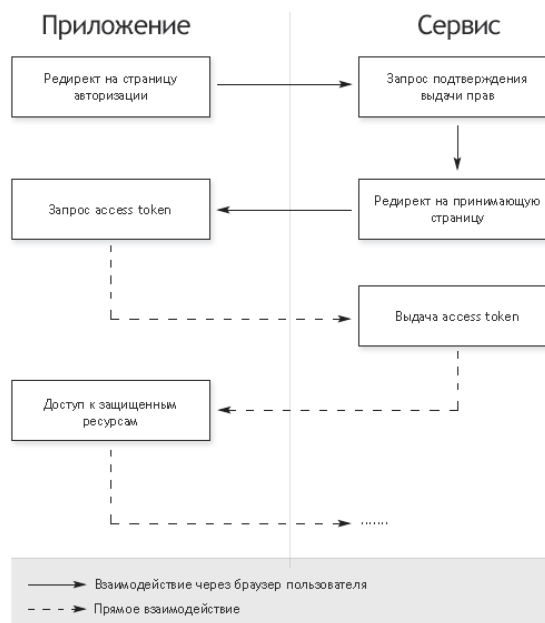 Приложение
Сервис
Редирект на страницу
авторизации
Запрос подтверждения
выдачи прав
Запрос access token
Редирект на принимающую
страницу
Выдача access token
Доступ к защищенным
ресурсам
.......
Взаимодействие через браузер пользователя
Прямое взаимодействие